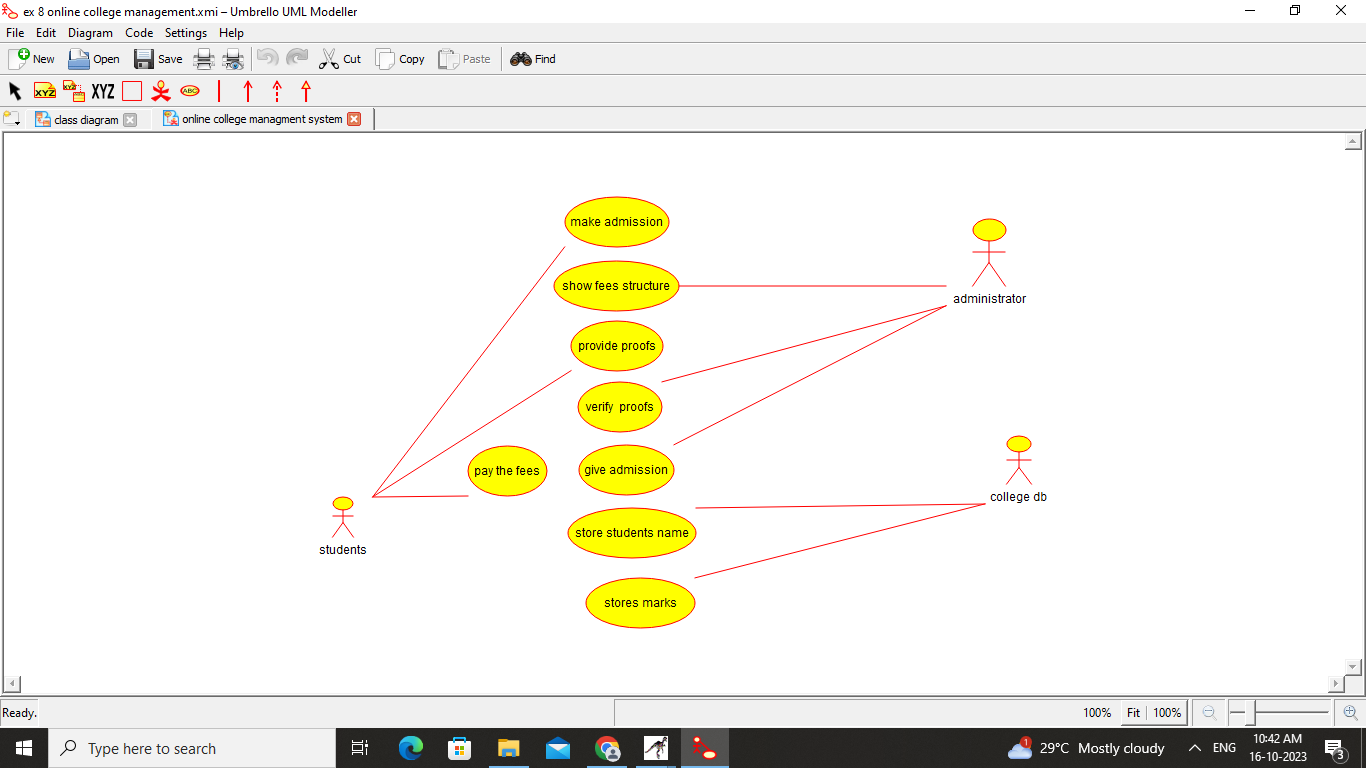 ex 8 online college management.xmi – Umbrello UML Modeller
File Edit Diagram Code Settings Help
New Open Save Cut Copy Paste Find
XYZ XYZ XYZ ABC
class diagram online college managment system
make admission
show fees structure
administrator
provide proofs
verify proofs
pay the fees
give admission
college db
store students name
students
stores marks
Ready. 100% Fit 100%
Type here to search
1 29°C Mostly cloudy ENG 10:42 AM
16-10-2023 3